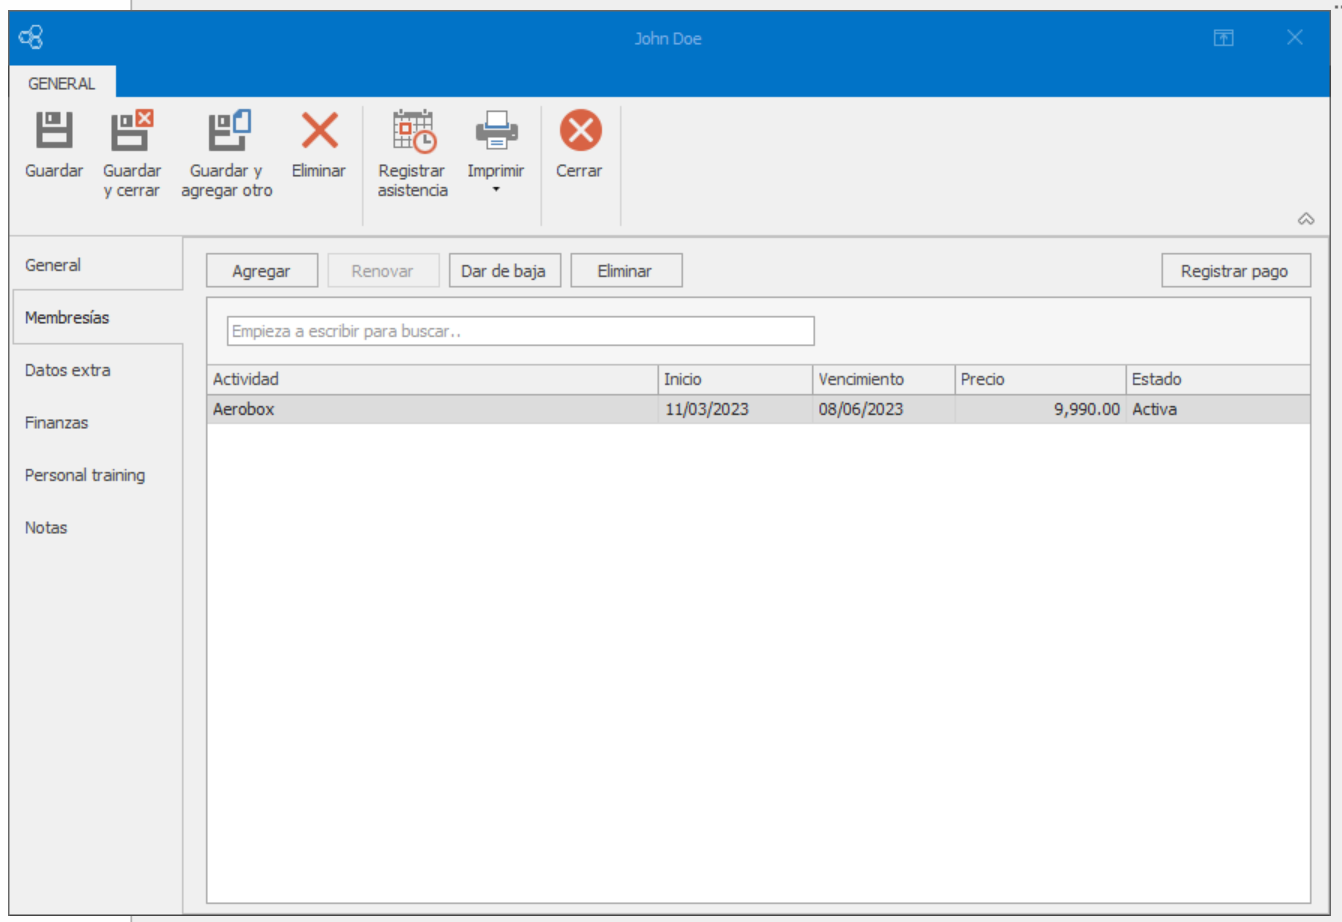 John Doe
GENERAL
Guardar
Guardar y cerrar
Guardar y agregar otro
Eliminar
Registrar asistencia
Imprimir
Cerrar
General
Membresías
Datos extra
Finanzas
Personal training
Notas
Agregar Renovar Dar de baja Eliminar Registrar pago
Empieza a escribir para buscar..
Actividad Inicio Vencimiento Precio Estado
Aerobox 11/03/2023 08/06/2023 9,990.00 Activa